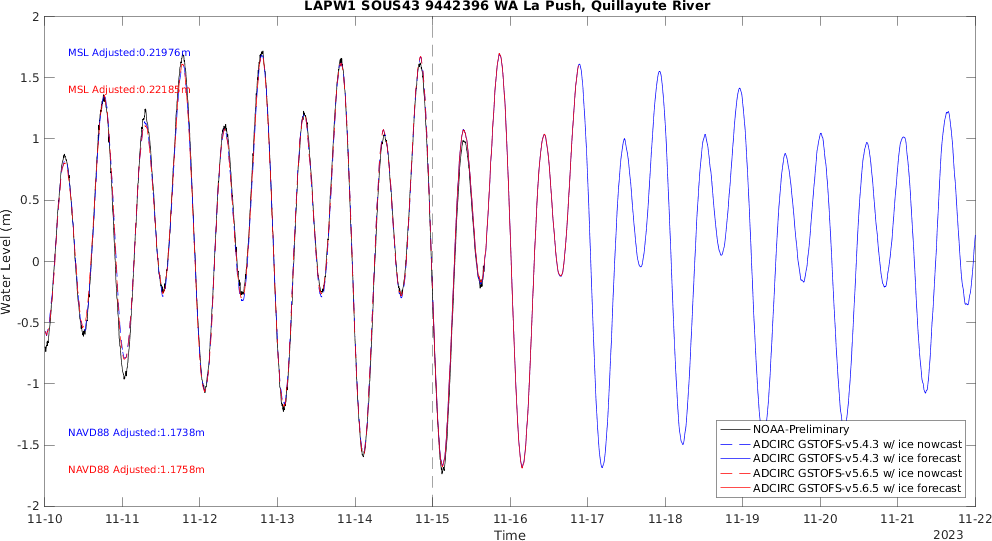 LAPW1 SOUS43 9442396 WA La Push, Quillayute River
Water Level (m)
2
1.5
1
0.5
0
-0.5
-1
-1.5
-2
MSL Adjusted:0.21976m
MSL Adjusted:0.22185m
NAVD88 Adjusted:1.1738m
NAVD88 Adjusted:1.1758m
NOAA-Preliminary
ADCIRC GSTOFS-v5.4.3 w/ ice nowcast
ADCIRC GSTOFS-v5.4.3 w/ ice forecast
ADCIRC GSTOFS-v5.6.5 w/ ice nowcast
ADCIRC GSTOFS-v5.6.5 w/ ice forecast
11-10 11-11 11-12 11-13 11-14 11-15 11-16 11-17 11-18 11-19 11-20 11-21 11-22
Time
2023